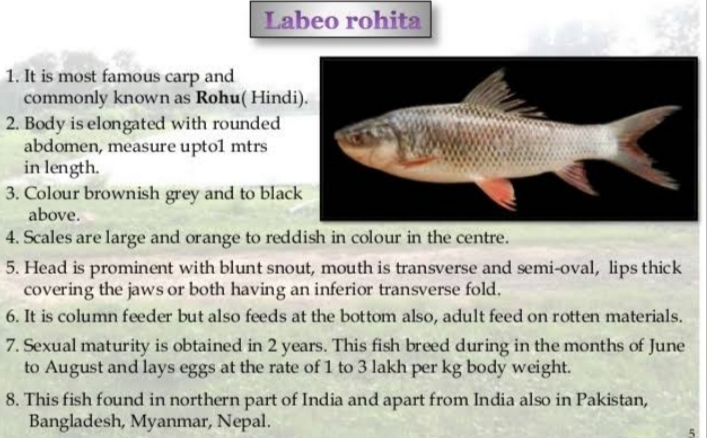 Labeo rohita
1. It is most famous carp and
commonly known as Rohu( Hindi).
2. Body is elongated with rounded
abdomen, measure upto1 mtrs
in length.
3. Colour brownish grey and to black
above.
4. Scales are large and orange to reddish in colour in the centre.
5. Head is prominent with blunt snout, mouth is transverse and semi-oval, lips thick
covering the jaws or both having an inferior transverse fold.
6. It is column feeder but also feeds at the bottom also, adult feed on rotten materials.
7. Sexual maturity is obtained in 2 years. This fish breed during in the months of June
to August and lays eggs at the rate of 1 to 3 lakh per kg body weight.
8. This fish found in northern part of India and apart from India also in Pakistan,
Bangladesh, Myanmar, Nepal.
5